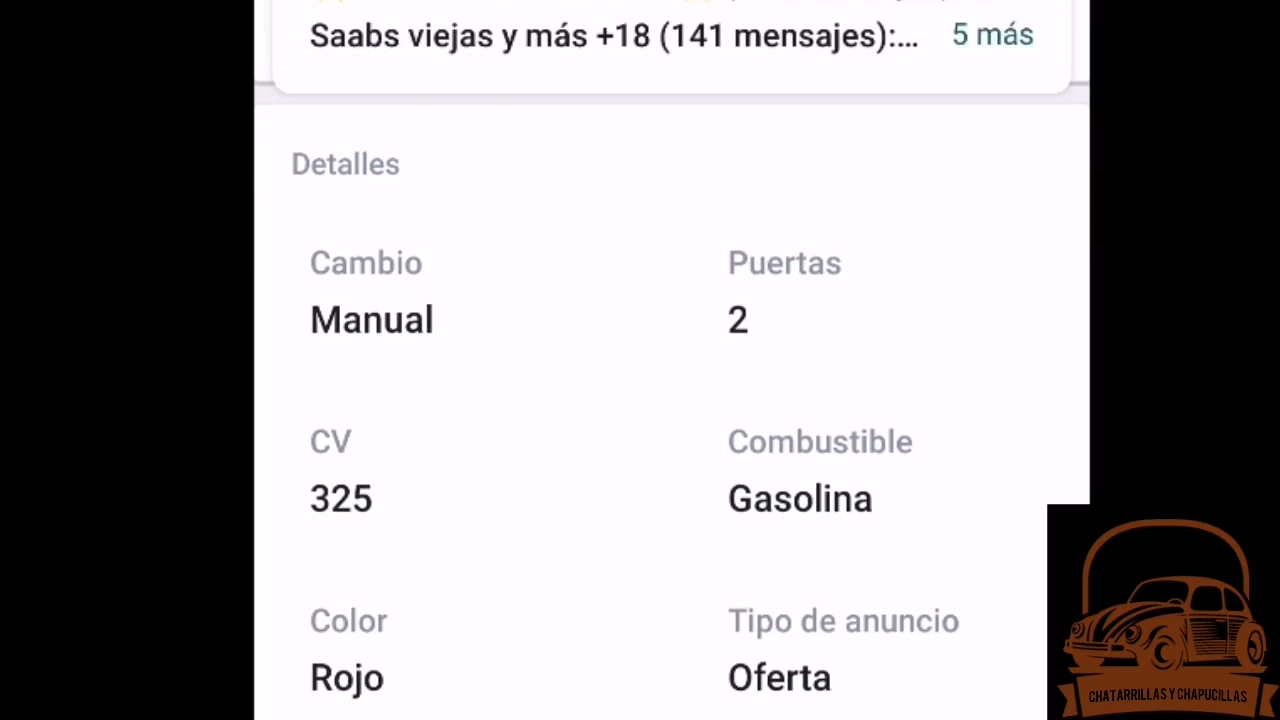 Saabs viejas y más +18 (141 mensajes):... 5 más
Detalles
Cambio Puertas
Manual 2
CV Combustible
325 Gasolina
Color Tipo de anuncio
Rojo Oferta
CHATARRILLAS Y CHAPUCILLAS